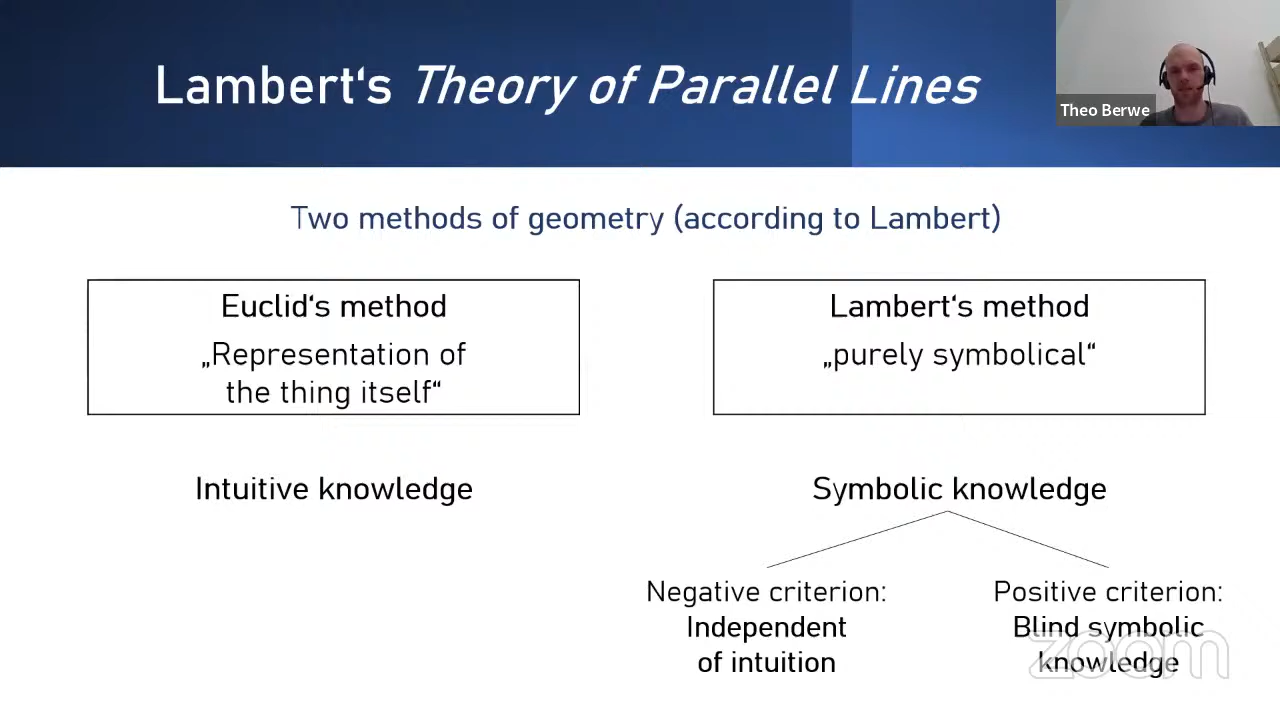 Lambert‘s Theory of Parallel Lines
Theo Berwe
Two methods of geometry (according to Lambert)
Euclid‘s method
„Representation of
the thing itself“
Lambert‘s method
„purely symbolical“
Intuitive knowledge
Symbolic knowledge
Negative criterion:
Independent
of intuition
Positive criterion:
Blind symbolic
knowledge
zoom